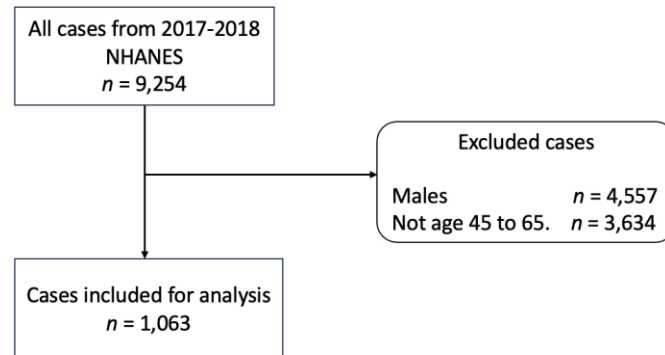 All cases from 2017-2018
NHANES
n = 9,254
Excluded cases
Males n = 4,557
Not age 45 to 65. n = 3,634
Cases included for analysis
n = 1,063